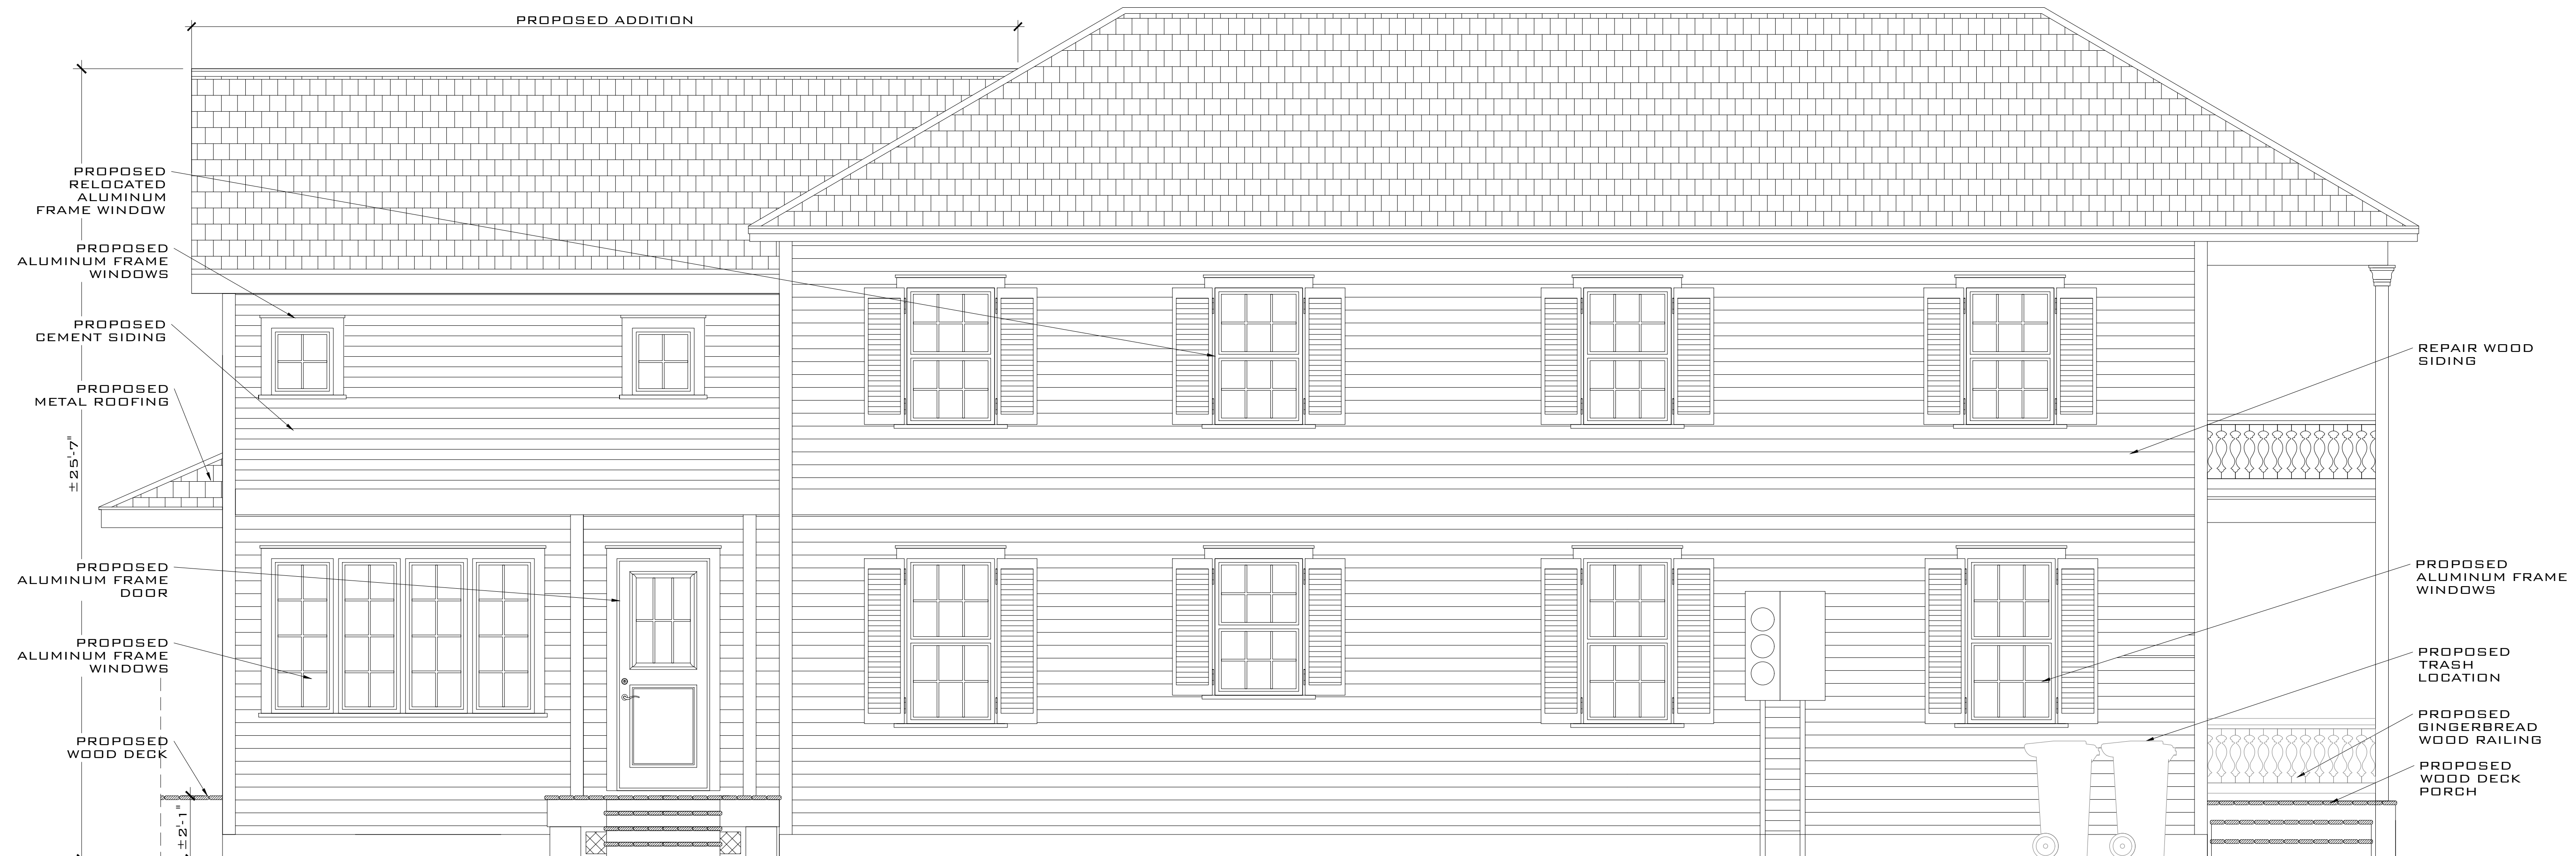 PROPOSED ADDITION
PROPOSED
RELOCATED
ALUMINUM
FRAME WINDOW
PROPOSED
ALUMINUM FRAME
WINDOWS
PROPOSED
CEMENT SIDING
PROPOSED
METAL ROOFING
±25'-7"
PROPOSED
ALUMINUM FRAME
DOOR
PROPOSED
ALUMINUM FRAME
WINDOWS
PROPOSED
WOOD DECK
±2'-1"
REPAIR WOOD
SIDING
PROPOSED
ALUMINUM FRAME
WINDOWS
PROPOSED
TRASH
LOCATION
PROPOSED
GINGERBREAD
WOOD RAILING
PROPOSED
WOOD DECK
PORCH